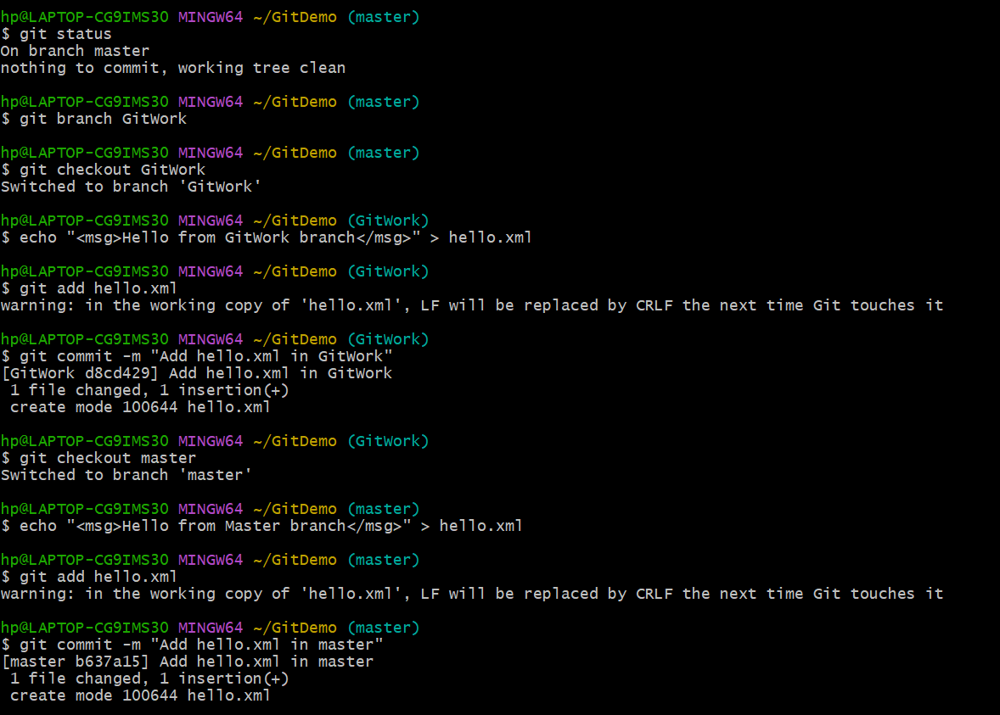 hp@LAPTOP-CG9IMS30 MINGW64 ~/GitDemo (master)
$ git status
On branch master
nothing to commit, working tree clean

hp@LAPTOP-CG9IMS30 MINGW64 ~/GitDemo (master)
$ git branch GitWork

hp@LAPTOP-CG9IMS30 MINGW64 ~/GitDemo (master)
$ git checkout GitWork
Switched to branch 'GitWork'

hp@LAPTOP-CG9IMS30 MINGW64 ~/GitDemo (GitWork)
$ echo "<msg>Hello from GitWork branch</msg>" > hello.xml

hp@LAPTOP-CG9IMS30 MINGW64 ~/GitDemo (GitWork)
$ git add hello.xml
warning: in the working copy of 'hello.xml', LF will be replaced by CRLF the next time Git touches it

hp@LAPTOP-CG9IMS30 MINGW64 ~/GitDemo (GitWork)
$ git commit -m "Add hello.xml in GitWork"
[GitWork d8cd429] Add hello.xml in GitWork
 1 file changed, 1 insertion(+)
 create mode 100644 hello.xml

hp@LAPTOP-CG9IMS30 MINGW64 ~/GitDemo (GitWork)
$ git checkout master
Switched to branch 'master'

hp@LAPTOP-CG9IMS30 MINGW64 ~/GitDemo (master)
$ echo "<msg>Hello from Master branch</msg>" > hello.xml

hp@LAPTOP-CG9IMS30 MINGW64 ~/GitDemo (master)
$ git add hello.xml
warning: in the working copy of 'hello.xml', LF will be replaced by CRLF the next time Git touches it

hp@LAPTOP-CG9IMS30 MINGW64 ~/GitDemo (master)
$ git commit -m "Add hello.xml in master"
[master b637a15] Add hello.xml in master
 1 file changed, 1 insertion(+)
 create mode 100644 hello.xml